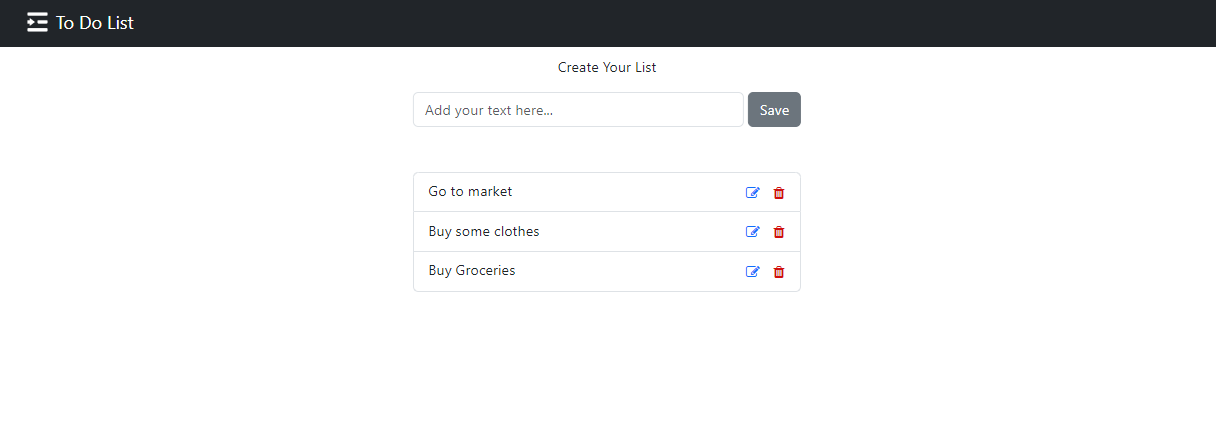 To Do List
Create Your List
Add your text here...
Save
Go to market
Buy some clothes
Buy Groceries